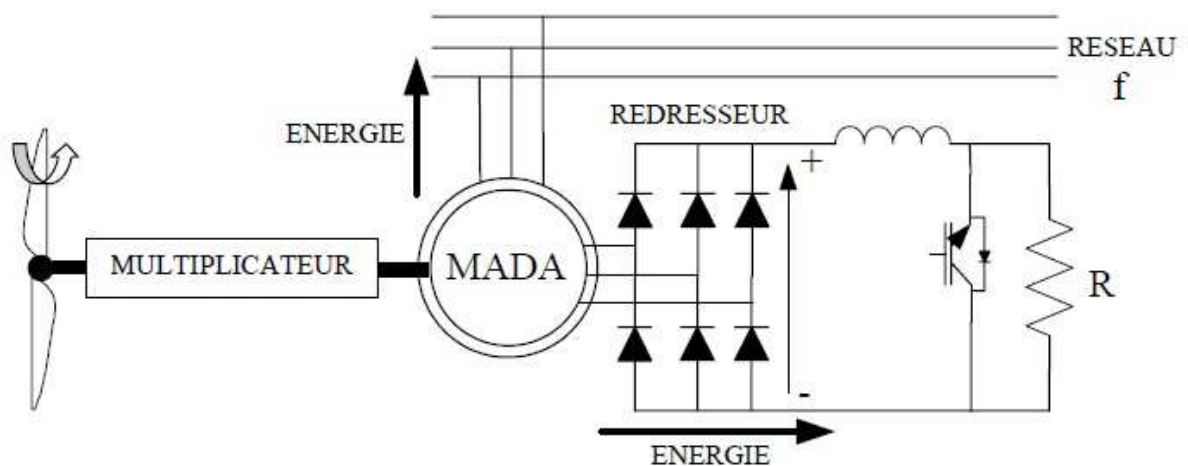 RESEAU
f
REDRESSEUR
ENERGIE
+
MULTIPLICATEUR
MADA
R
-
ENERGIE